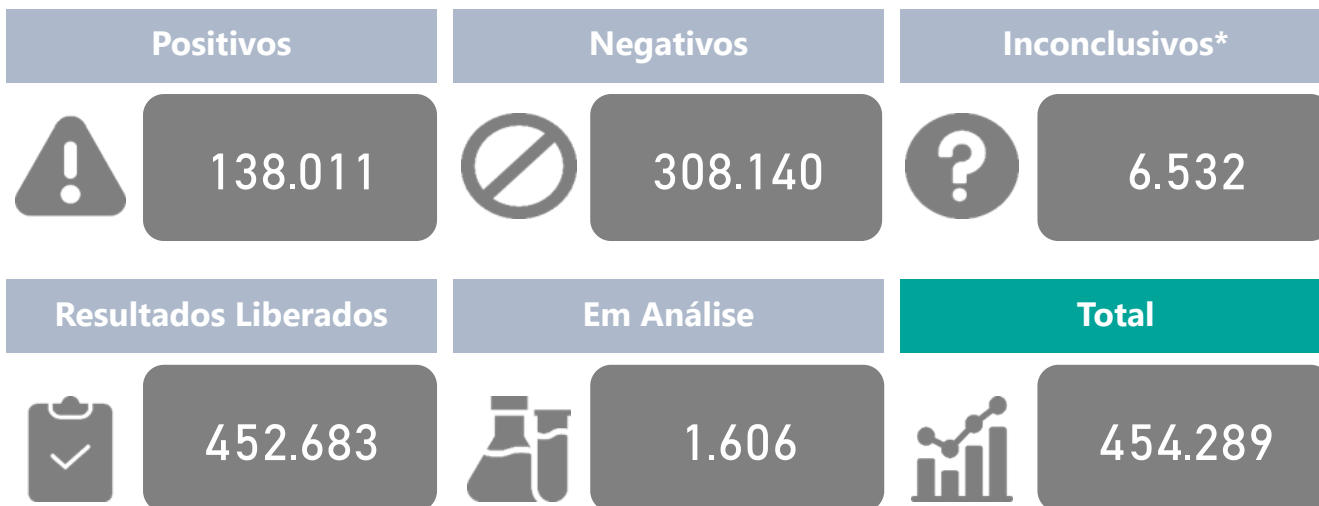 Positivos
Negativos
Inconclusivos*
138.011
308.140
6.532
Resultados Liberados
Em Análise
Total
452.683
1.606
454.289